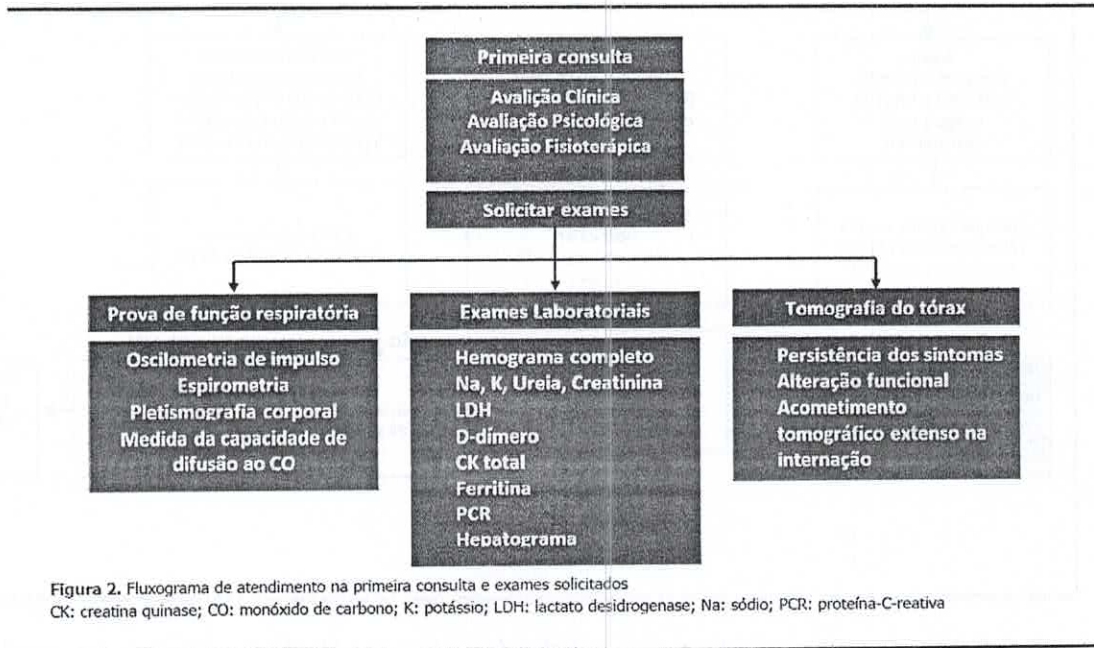 Primeira consulta
Avalição Clínica
Avaliação Psicológica
Avaliação Fisioterápica
Solicitar exames
Prova de função respiratória
Oscilometria de impulso
Espirometria
Pletismografia corporal
Medida da capacidade de
difusão ao CO
Exames Laboratoriais
Hemograma completo
Na, K, Ureia, Creatinina
LDH
D-dímero
CK total
Ferritina
PCR
Hepatograma
Tomografia do tórax
Persistência dos sintomas
Alteração funcional
Acometimento
tomográfico extenso na
internação
Figura 2. Fluxograma de atendimento na primeira consulta e exames solicitados
CK: creatina quinase; CO: monóxido de carbono; K: potássio; LDH: lactato desidrogenase; Na: sódio; PCR: proteína-C-reativa